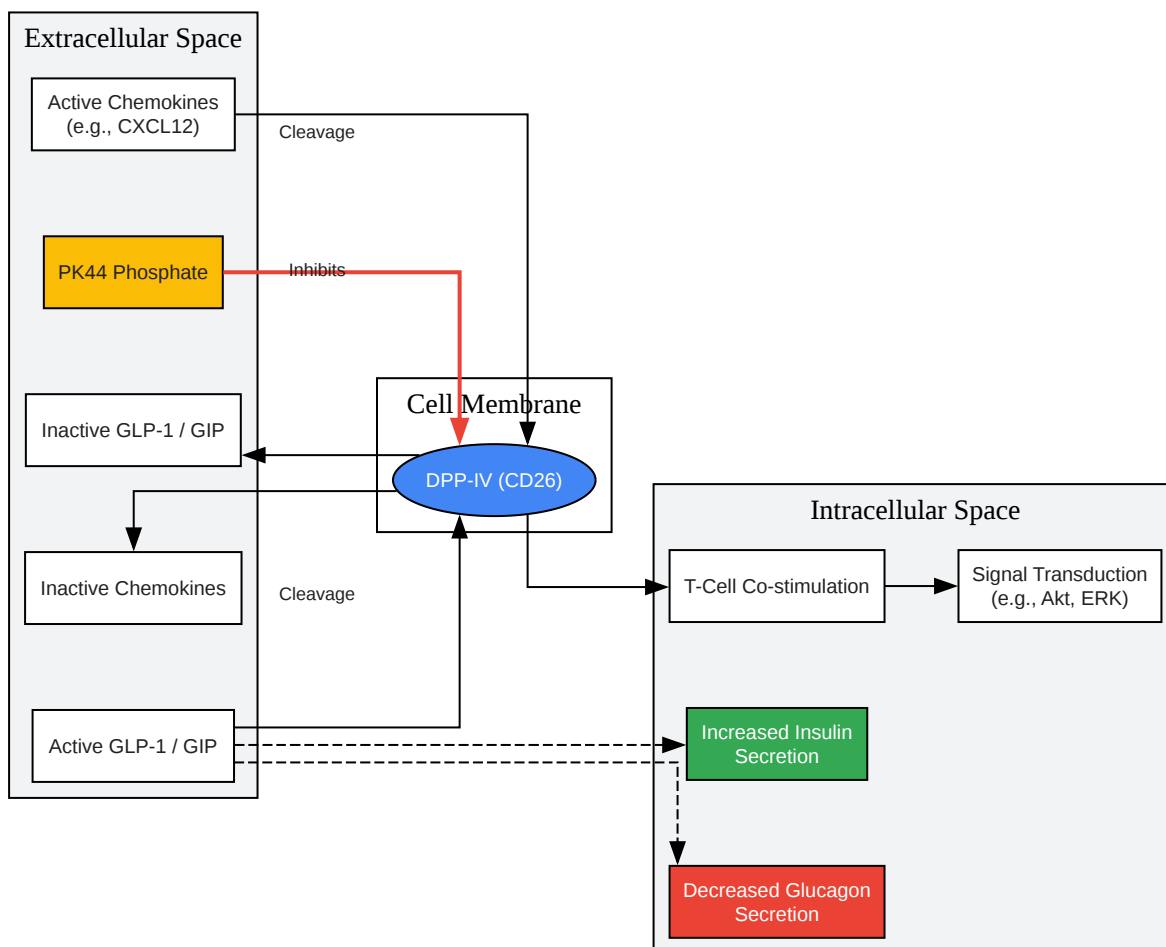 Extracellular Space
Active Chemokines
(e.g., CXCL12)
Cleavage
PK44 Phosphate
Inhibits
Inactive GLP-1 / GIP
Cell Membrane
DPP-IV (CD26)
Inactive Chemokines
Cleavage
Active GLP-1 / GIP
Intracellular Space
T-Cell Co-stimulation
Signal Transduction
(e.g., Akt, ERK)
Increased Insulin
Secretion
Decreased Glucagon
Secretion